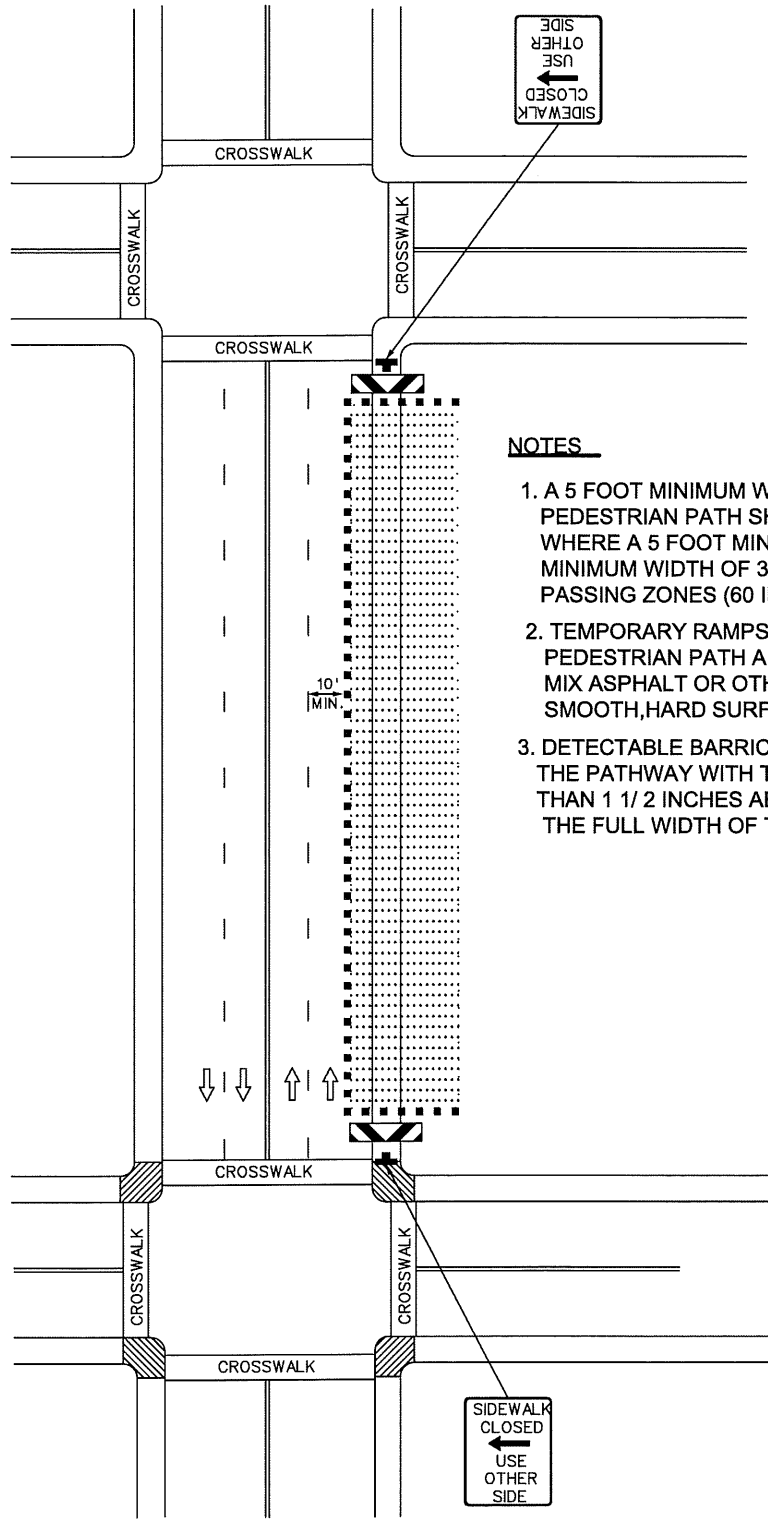 SIDEWALK
CLOSED
USE
OTHER
SIDE
CROSSWALK
CROSSWALK
CROSSWALK
CROSSWALK
NOTES
1. A 5 FOOT MINIMUM W
PEDESTRIAN PATH SH
WHERE A 5 FOOT MIN
MINIMUM WIDTH OF 3
PASSING ZONES (60 I
2. TEMPORARY RAMPS
PEDESTRIAN PATH A
MIX ASPHALT OR OTH
SMOOTH,HARD SURF
3. DETECTABLE BARRIC
THE PATHWAY WITH T
THAN 1 1/ 2 INCHES AB
THE FULL WIDTH OF T
10'
MIN.
CROSSWALK
CROSSWALK
CROSSWALK
CROSSWALK
SIDEWALK
CLOSED
USE
OTHER
SIDE